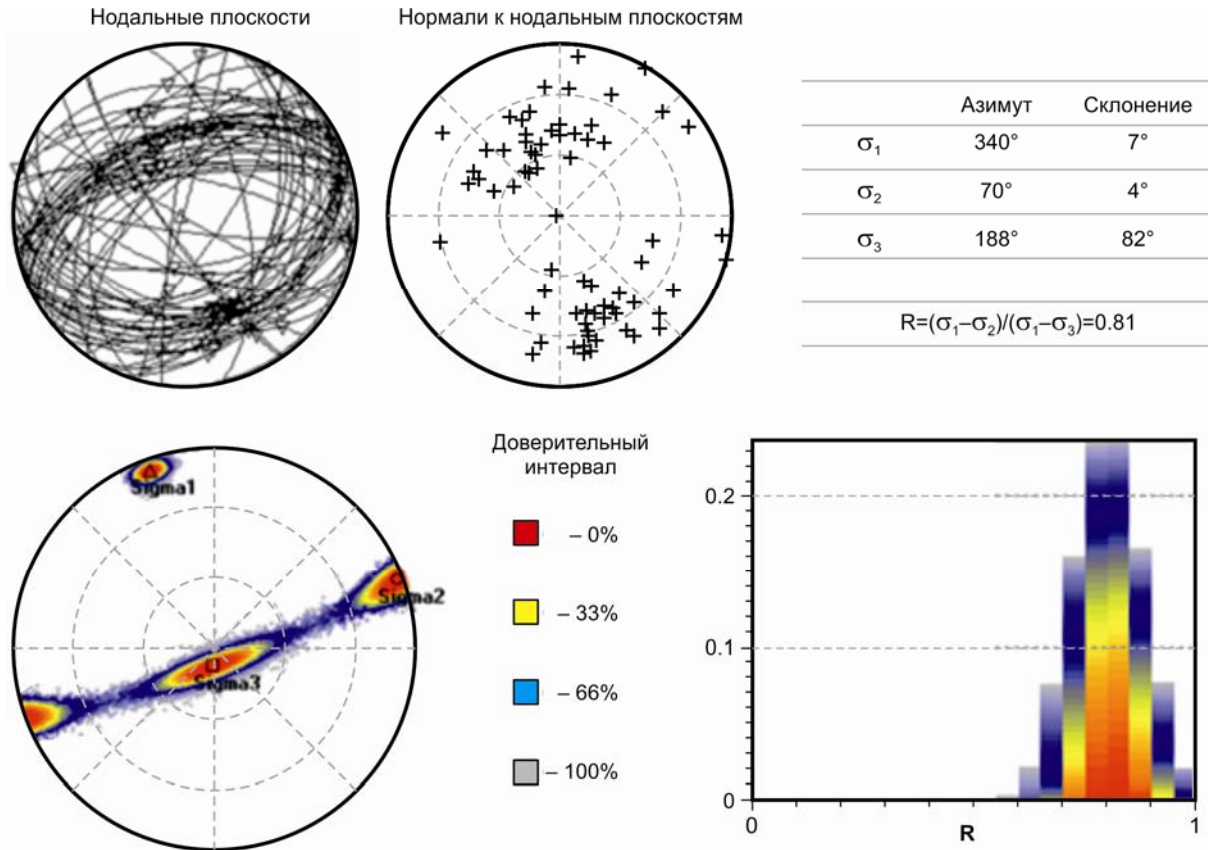 Нодальные плоскости
Нормали к нодальным плоскостям
Азимут Склонение
σ1 340° 7°
σ2 70° 4°
σ3 188° 82°
R=(σ1–σ2)/(σ1–σ3)=0.81
Sigma1
Sigma2
Sigma3
Доверительный
интервал
– 0%
– 33%
– 66%
– 100%
0.2
0.1
0
0 R 1